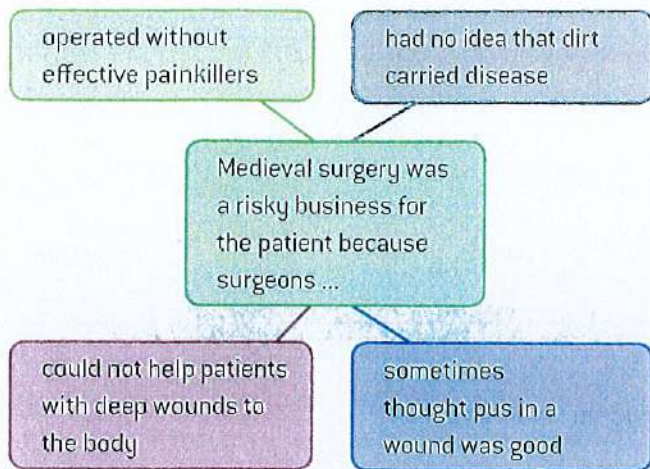 operated without
effective painkillers
had no idea that dirt
carried disease
Medieval surgery was
a risky business for
the patient because
surgeons ...
could not help patients
with deep wounds to
the body
sometimes
thought pus in a
wound was good